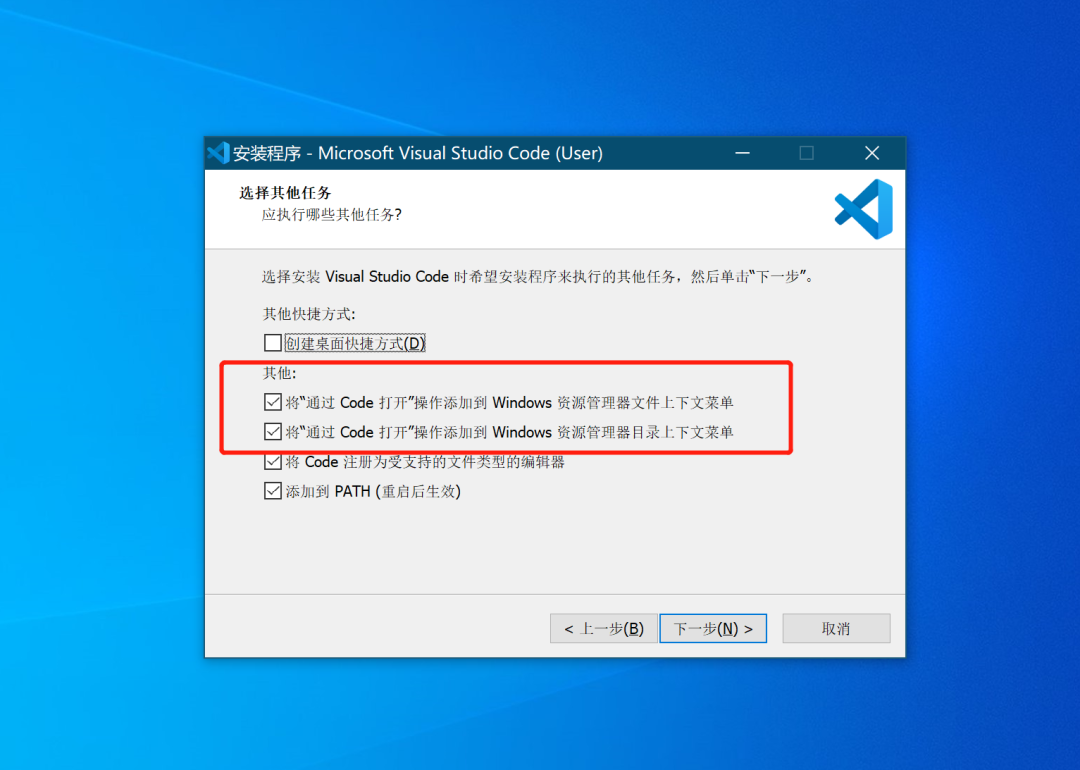 安装程序 - Microsoft Visual Studio Code (User)
选择其他任务
应执行哪些其他任务?
选择安装 Visual Studio Code 时希望安装程序来执行的其他任务，然后单击“下一步”。
其他快捷方式:
创建桌面快捷方式(D)
其他:
将“通过 Code 打开”操作添加到 Windows 资源管理器文件上下文菜单
将“通过 Code 打开”操作添加到 Windows 资源管理器目录上下文菜单
将 Code 注册为受支持的文件类型的编辑器
添加到 PATH (重启后生效)
< 上一步(B) 下一步(N) > 取消